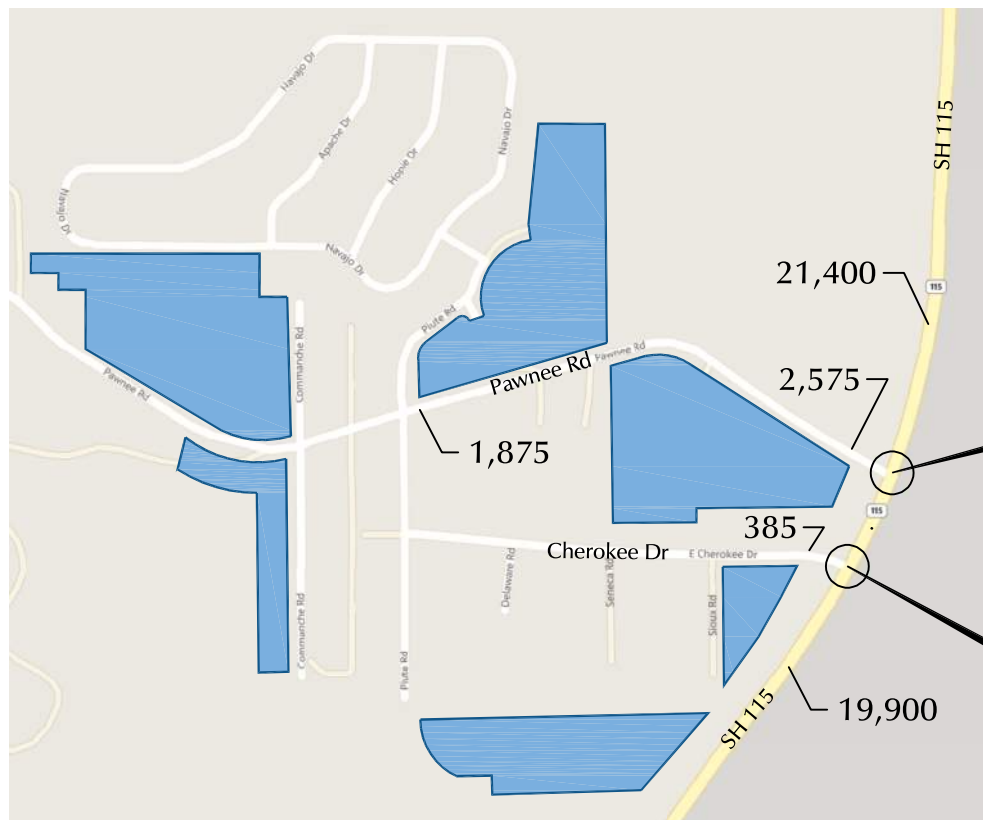 Navajo Dr
Apache Dr
Hopie Dr
Navajo Dr
SH 115
Navajo Dr
Navajo Dr
21,400
115
Piute Rd
Commanche Rd
Pawnee Rd
Pawnee Rd
Pawnee Rd
2,575
1,875
115
385
Cherokee Dr
E Cherokee Dr
Delaware Rd
Seneca Rd
Sioux Rd
Commanche Rd
Piute Rd
SH 115
19,900